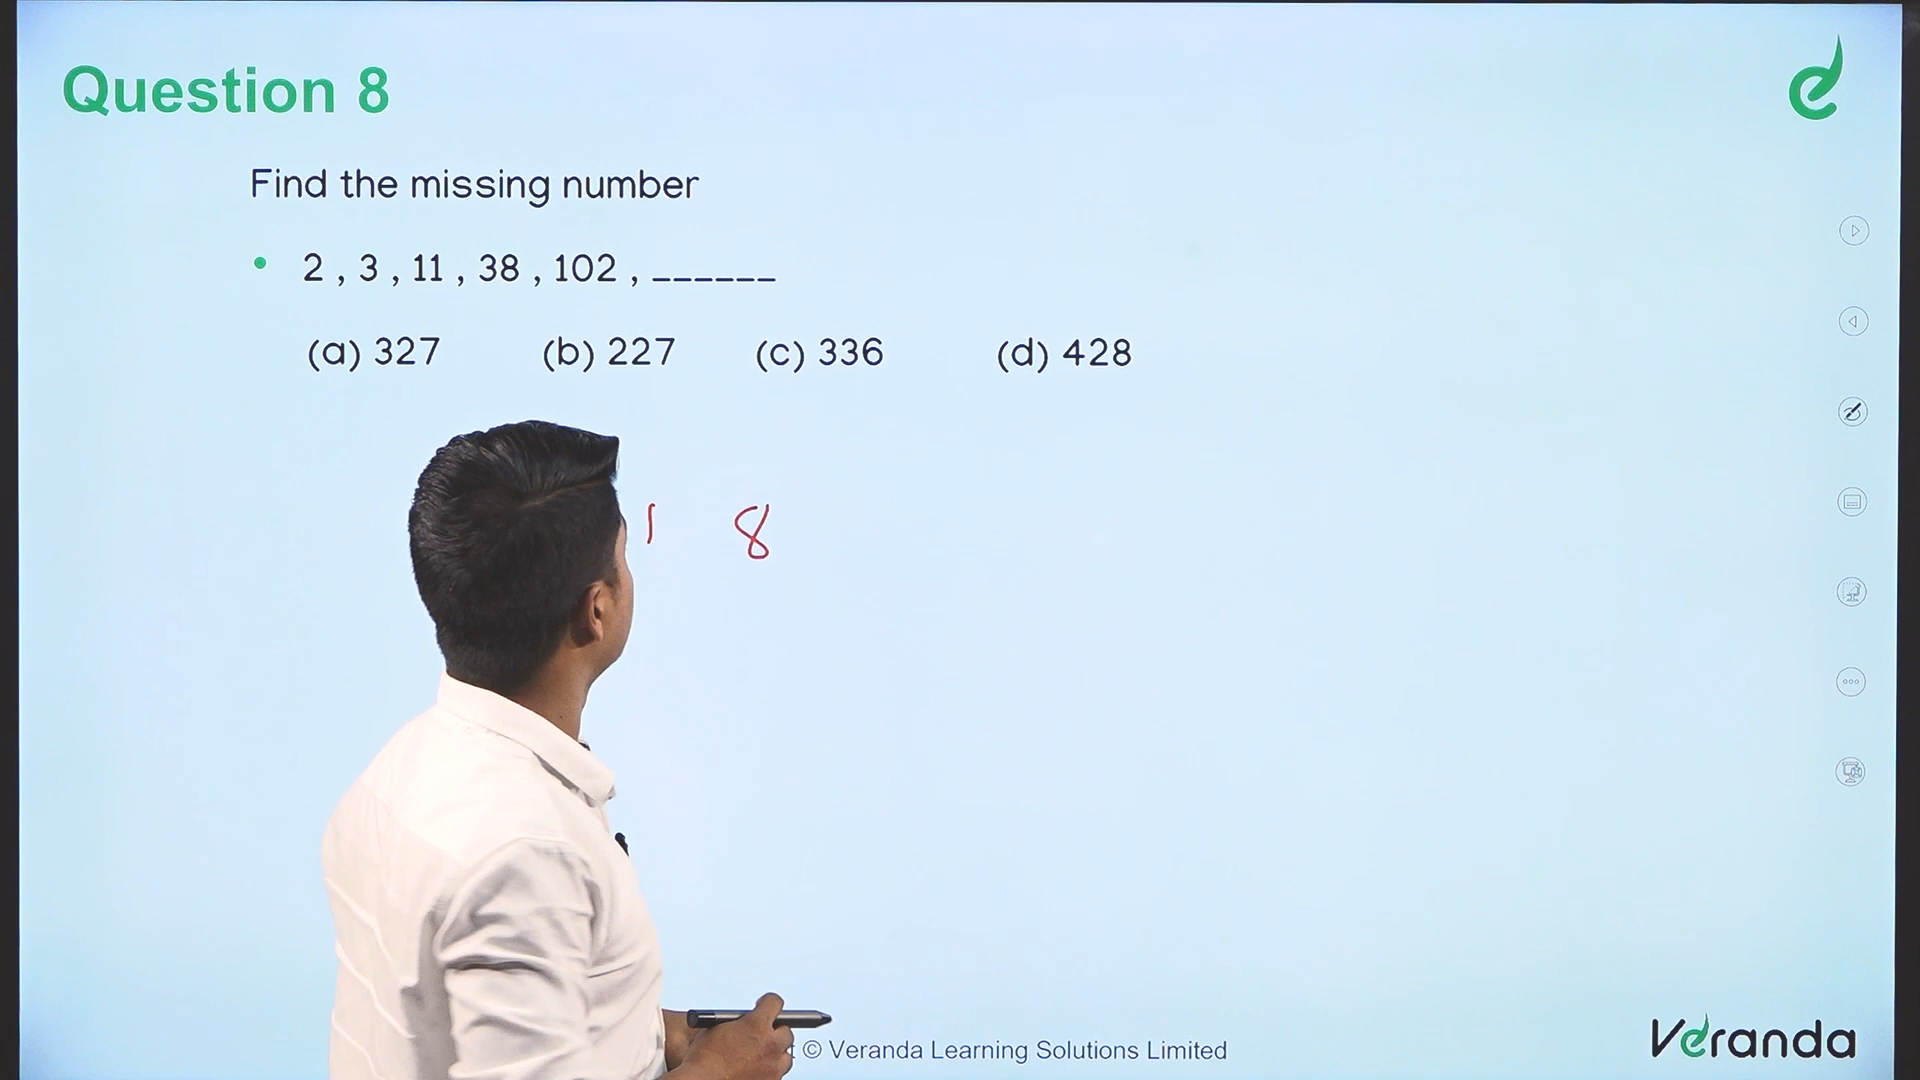 Question 8
Find the missing number
• 2 , 3 , 11 , 38 , 102 , ______
(a) 327 (b) 227 (c) 336 (d) 428
1 8
© Veranda Learning Solutions Limited
Veranda